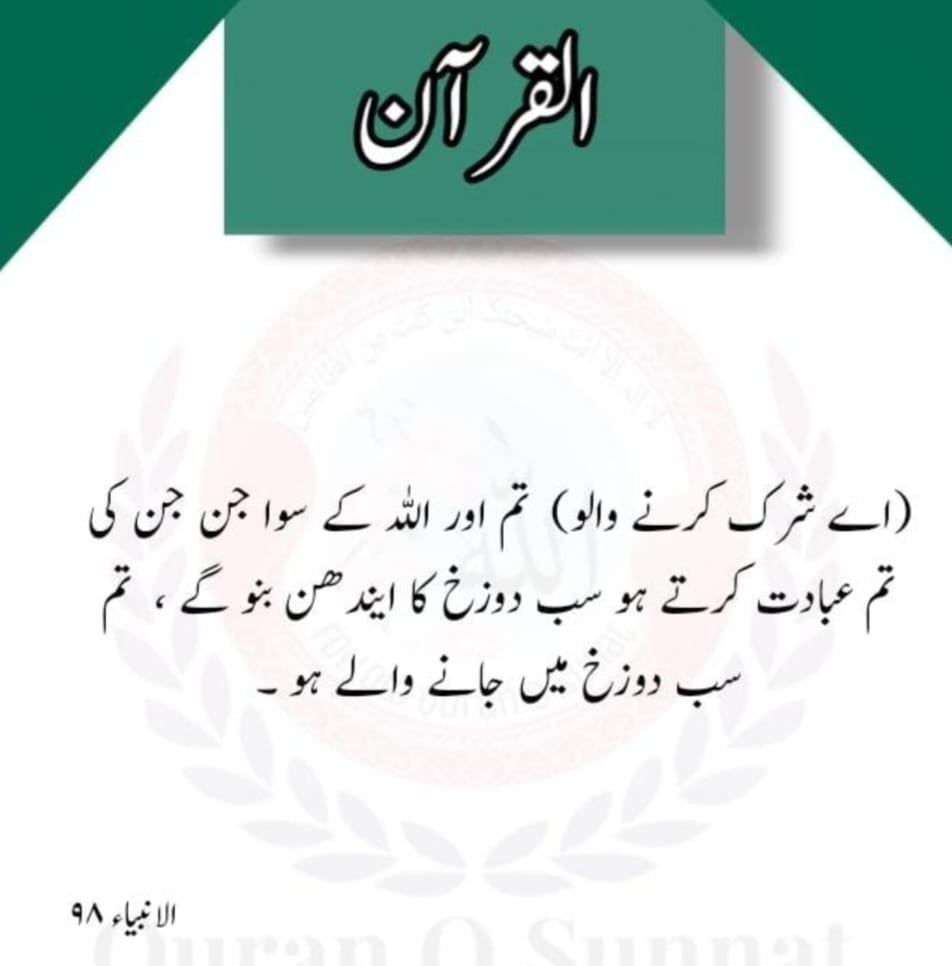 القرآن
(اے شرک کرنے والو) تم اور اللہ کے سوا جن جن کی
تم عبادت کرتے ہو سب دوزخ کا ایندھن بنو گے ، تم
سب دوزخ میں جانے والے ہو ۔
الانبیاء ۹۸
Quran O Sunnat